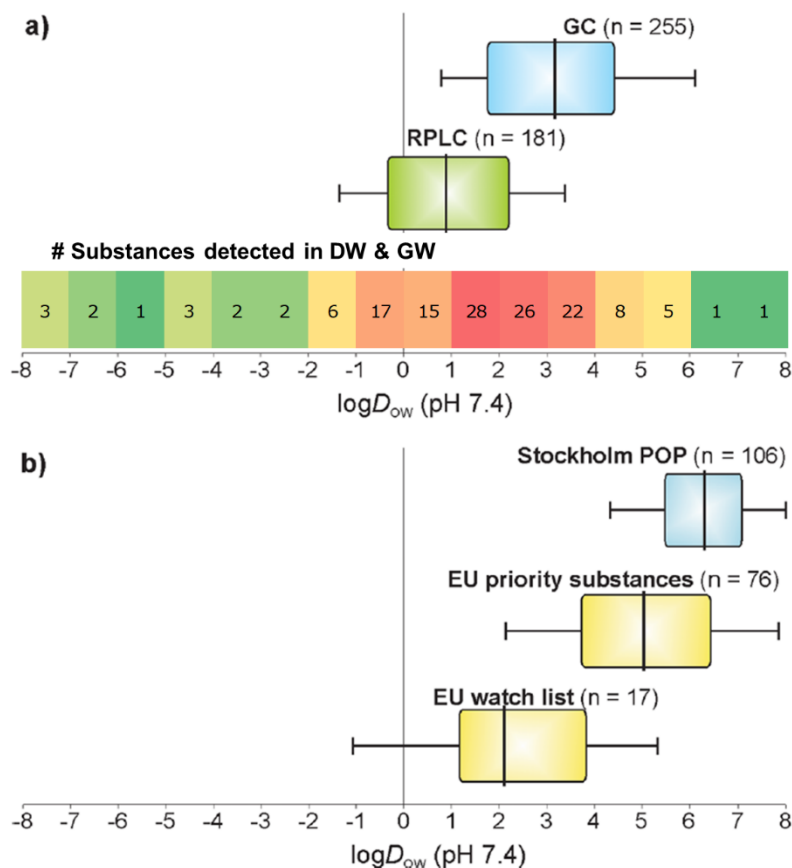 a)
GC (n = 255)
RPLC (n = 181)
# Substances detected in DW & GW
3 2 1 3 2 2 6 17 15 28 26 22 8 5 1 1
-8 -7 -6 -5 -4 -3 -2 -1 0 1 2 3 4 5 6 7 8
logDow (pH 7.4)
b)
Stockholm POP (n = 106)
EU priority substances (n = 76)
EU watch list (n = 17)
-8 -7 -6 -5 -4 -3 -2 -1 0 1 2 3 4 5 6 7 8
logDow (pH 7.4)